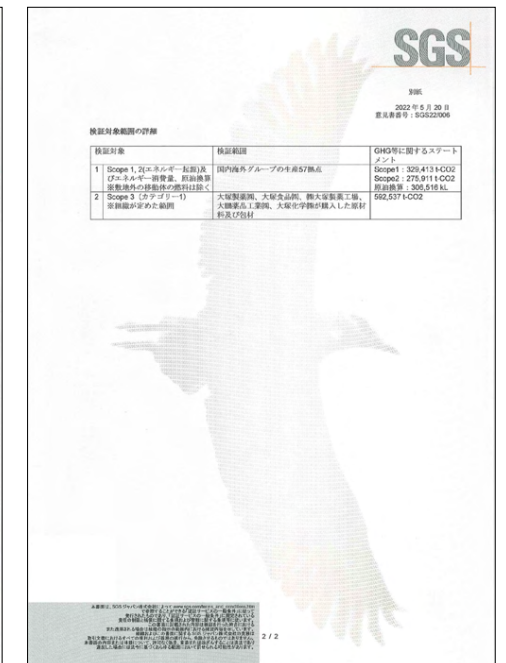 SGS
別紙
2022 年 5 月 20 日
意見書番号：SGS22/006
検証対象範囲の詳細
検証対象
検証範囲
GHG等に関するステート
メント
1
Scope 1, 2(エネルギー起源)及
びエネルギー消費量、原油換算
※敷地外の移動体の燃料は除く
国内海外グループの生産57拠点
Scope1：329,413 t-CO2
Scope2：275,911 t-CO2
原油換算：306,516 kL
2
Scope 3〔カテゴリー1〕
※組織が定めた範囲
大塚製薬㈱、大塚食品㈱、㈱大塚製薬工場、
大鵬薬品工業㈱、大塚化学㈱が購入した原材
料及び包材
592,537 t-CO2
2 / 2